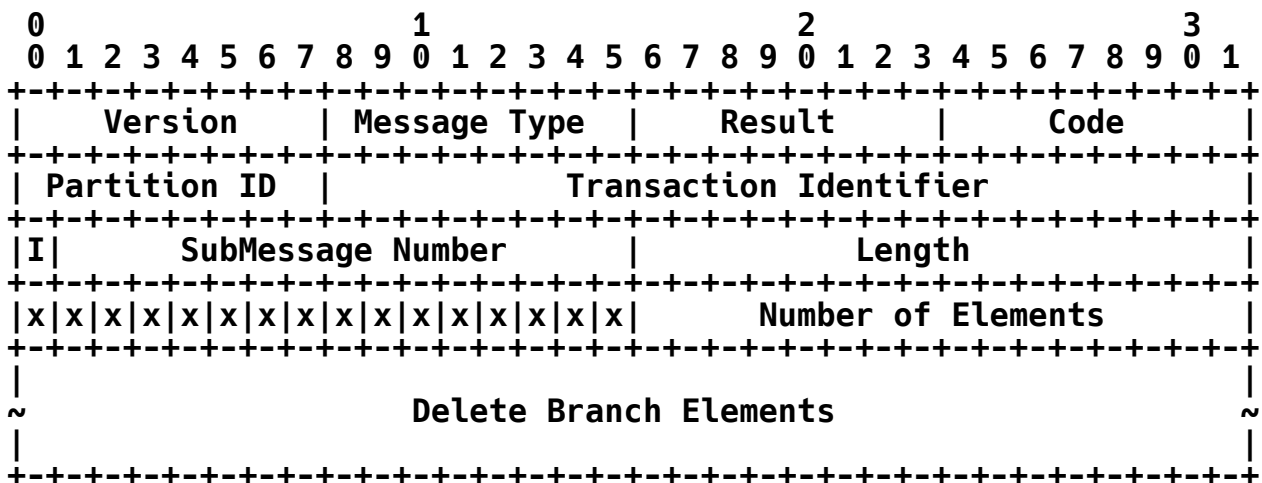 0                   1                   2                   3
 0 1 2 3 4 5 6 7 8 9 0 1 2 3 4 5 6 7 8 9 0 1 2 3 4 5 6 7 8 9 0 1
+-+-+-+-+-+-+-+-+-+-+-+-+-+-+-+-+-+-+-+-+-+-+-+-+-+-+-+-+-+-+-+-+
|    Version    | Message Type  |    Result     |     Code      |
+-+-+-+-+-+-+-+-+-+-+-+-+-+-+-+-+-+-+-+-+-+-+-+-+-+-+-+-+-+-+-+-+
| Partition ID  |            Transaction Identifier             |
+-+-+-+-+-+-+-+-+-+-+-+-+-+-+-+-+-+-+-+-+-+-+-+-+-+-+-+-+-+-+-+-+
|I|      SubMessage Number      |           Length              |
+-+-+-+-+-+-+-+-+-+-+-+-+-+-+-+-+-+-+-+-+-+-+-+-+-+-+-+-+-+-+-+-+
|x|x|x|x|x|x|x|x|x|x|x|x|x|x|x|x|      Number of Elements       |
+-+-+-+-+-+-+-+-+-+-+-+-+-+-+-+-+-+-+-+-+-+-+-+-+-+-+-+-+-+-+-+-+
|                                                               |
~                    Delete Branch Elements                     ~
|                                                               |
+-+-+-+-+-+-+-+-+-+-+-+-+-+-+-+-+-+-+-+-+-+-+-+-+-+-+-+-+-+-+-+-+